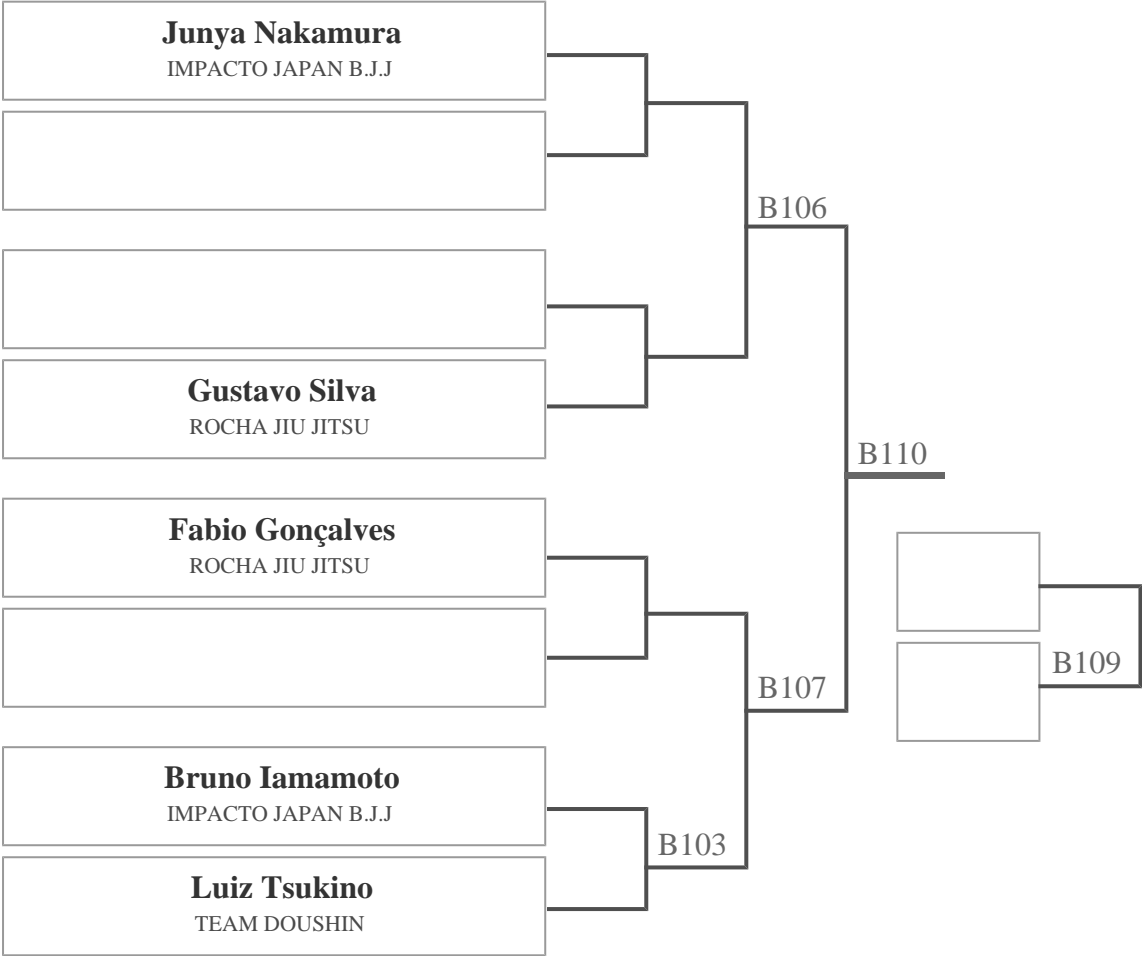 Junya Nakamura
IMPACTO JAPAN B.J.J
B106
Gustavo Silva
ROCHA JIU JITSU
B110
Fabio Gonçalves
ROCHA JIU JITSU
B109
B107
Bruno Iamamoto
IMPACTO JAPAN B.J.J
B103
Luiz Tsukino
TEAM DOUSHIN